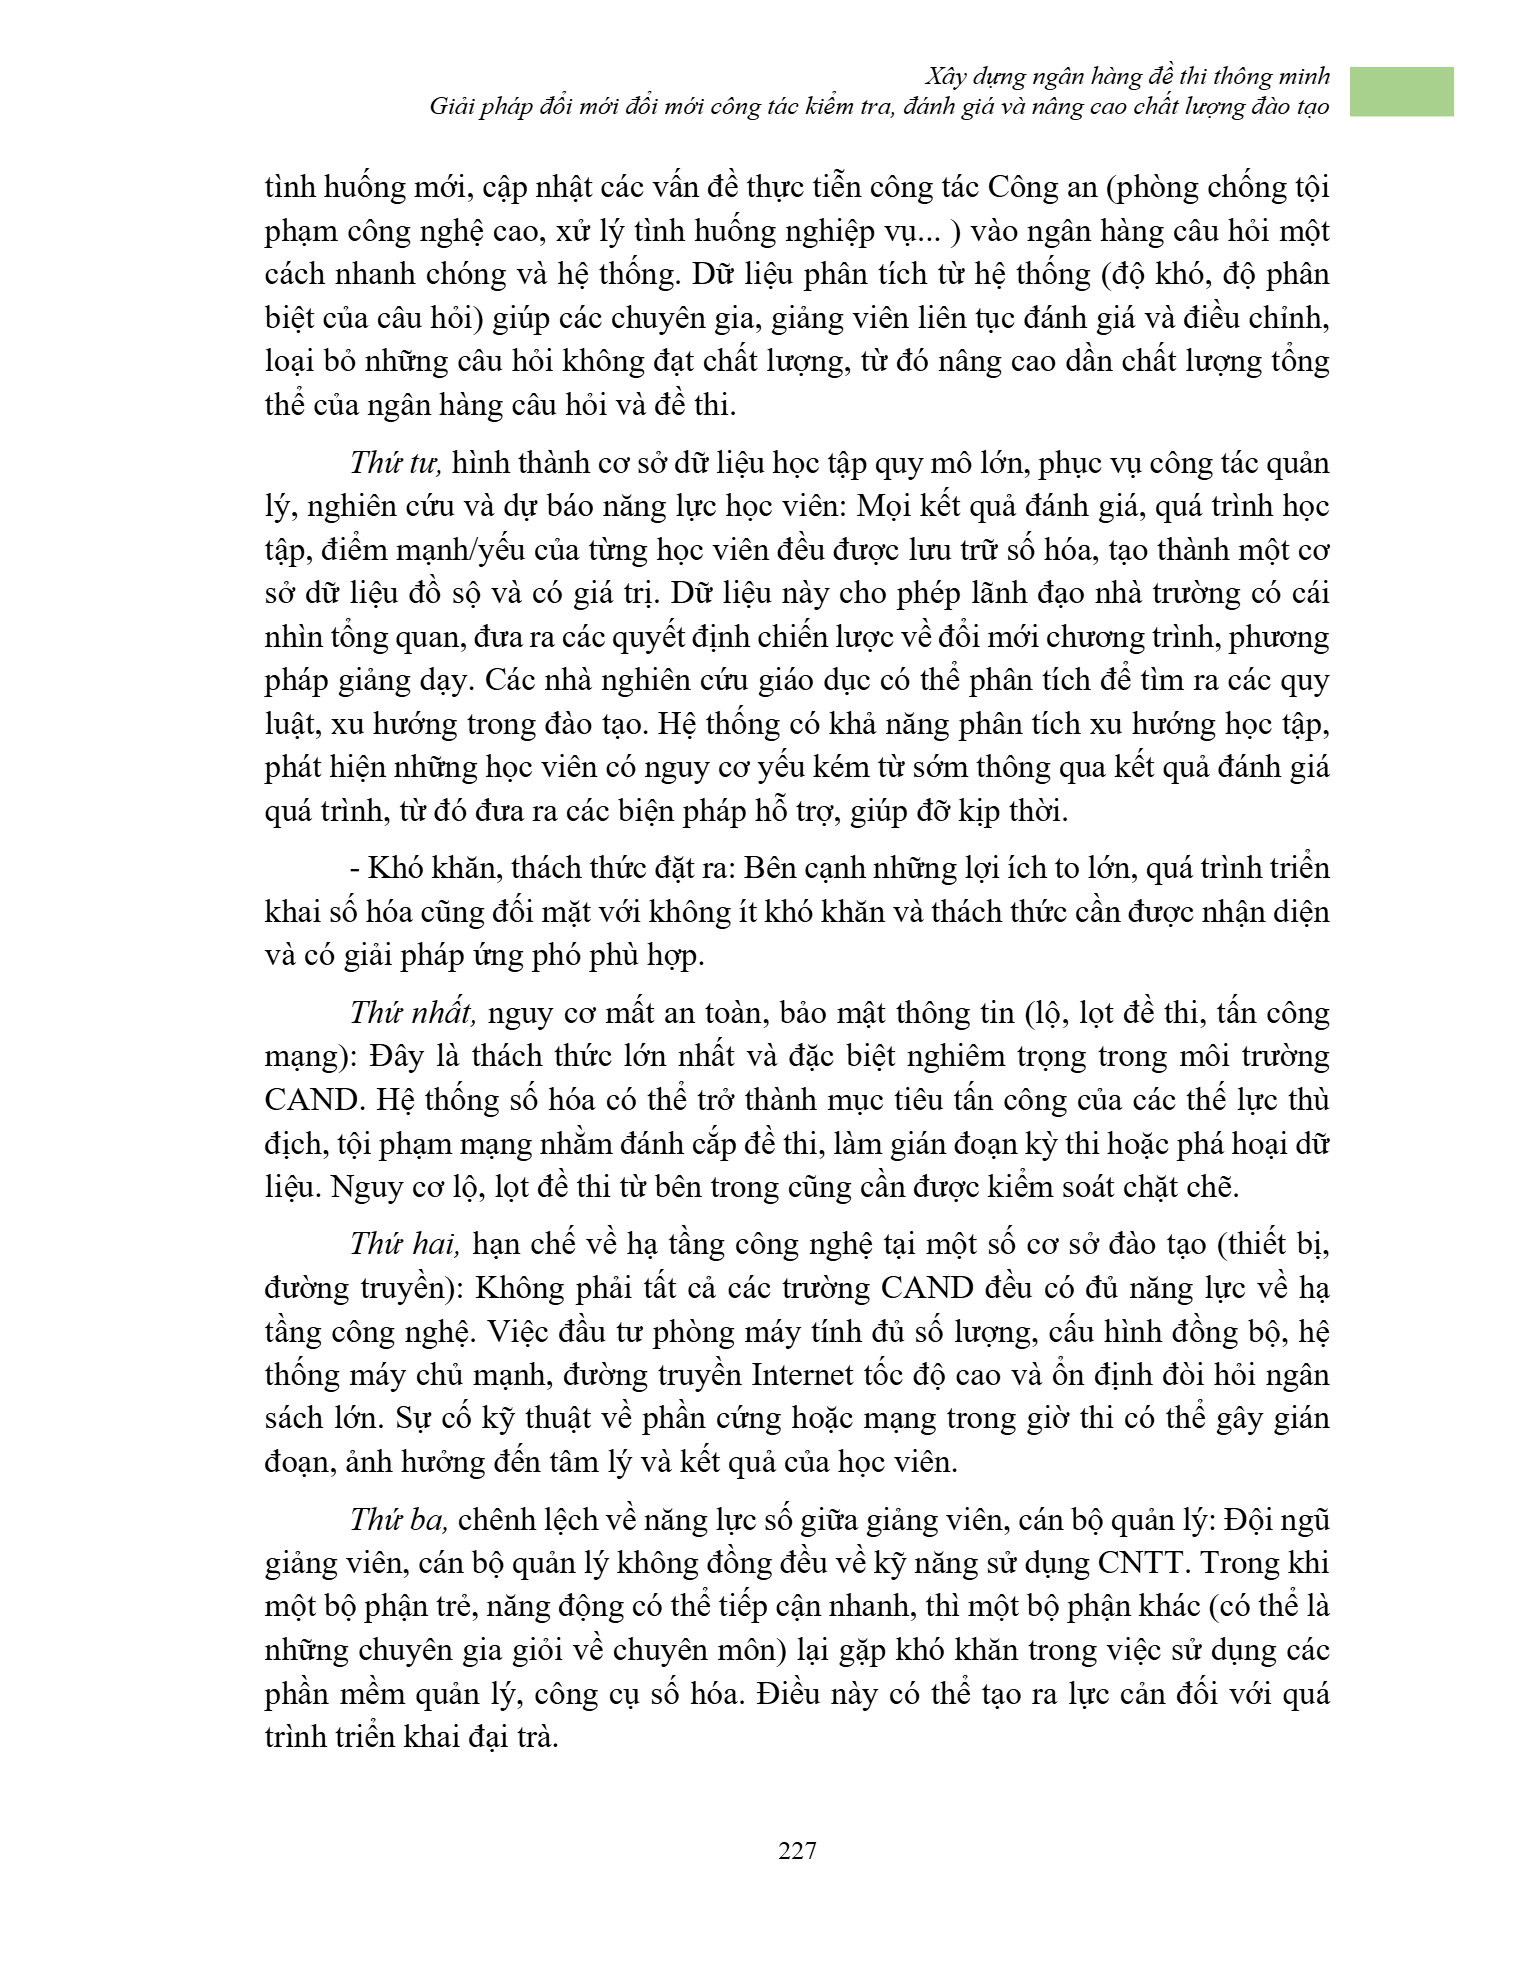 Xây dựng ngân hàng đề thi thông minh
Giải pháp đổi mới đổi mới công tác kiểm tra, đánh giá và nâng cao chất lượng đào tạo
tình huống mới, cập nhật các vấn đề thực tiễn công tác Công an (phòng chống tội
phạm công nghệ cao, xử lý tình huống nghiệp vụ... ) vào ngân hàng câu hỏi một
cách nhanh chóng và hệ thống. Dữ liệu phân tích từ hệ thống (độ khó, độ phân
biệt của câu hỏi) giúp các chuyên gia, giảng viên liên tục đánh giá và điều chỉnh,
loại bỏ những câu hỏi không đạt chất lượng, từ đó nâng cao dần chất lượng tổng
thể của ngân hàng câu hỏi và đề thi.
Thứ tư, hình thành cơ sở dữ liệu học tập quy mô lớn, phục vụ công tác quản
lý, nghiên cứu và dự báo năng lực học viên: Mọi kết quả đánh giá, quá trình học
tập, điểm mạnh/yếu của từng học viên đều được lưu trữ số hóa, tạo thành một cơ
sở dữ liệu đồ sộ và có giá trị. Dữ liệu này cho phép lãnh đạo nhà trường có cái
nhìn tổng quan, đưa ra các quyết định chiến lược về đổi mới chương trình, phương
pháp giảng dạy. Các nhà nghiên cứu giáo dục có thể phân tích để tìm ra các quy
luật, xu hướng trong đào tạo. Hệ thống có khả năng phân tích xu hướng học tập,
phát hiện những học viên có nguy cơ yếu kém từ sớm thông qua kết quả đánh giá
quá trình, từ đó đưa ra các biện pháp hỗ trợ, giúp đỡ kịp thời.
- Khó khăn, thách thức đặt ra: Bên cạnh những lợi ích to lớn, quá trình triển
khai số hóa cũng đối mặt với không ít khó khăn và thách thức cần được nhận diện
và có giải pháp ứng phó phù hợp.
Thứ nhất, nguy cơ mất an toàn, bảo mật thông tin (lộ, lọt đề thi, tấn công
mạng): Đây là thách thức lớn nhất và đặc biệt nghiêm trọng trong môi trường
CAND. Hệ thống số hóa có thể trở thành mục tiêu tấn công của các thế lực thù
địch, tội phạm mạng nhằm đánh cắp đề thi, làm gián đoạn kỳ thi hoặc phá hoại dữ
liệu. Nguy cơ lộ, lọt đề thi từ bên trong cũng cần được kiểm soát chặt chẽ.
Thứ hai, hạn chế về hạ tầng công nghệ tại một số cơ sở đào tạo (thiết bị,
đường truyền): Không phải tất cả các trường CAND đều có đủ năng lực về hạ
tầng công nghệ. Việc đầu tư phòng máy tính đủ số lượng, cấu hình đồng bộ, hệ
thống máy chủ mạnh, đường truyền Internet tốc độ cao và ổn định đòi hỏi ngân
sách lớn. Sự cố kỹ thuật về phần cứng hoặc mạng trong giờ thi có thể gây gián
đoạn, ảnh hưởng đến tâm lý và kết quả của học viên.
Thứ ba, chênh lệch về năng lực số giữa giảng viên, cán bộ quản lý: Đội ngũ
giảng viên, cán bộ quản lý không đồng đều về kỹ năng sử dụng CNTT. Trong khi
một bộ phận trẻ, năng động có thể tiếp cận nhanh, thì một bộ phận khác (có thể là
những chuyên gia giỏi về chuyên môn) lại gặp khó khăn trong việc sử dụng các
phần mềm quản lý, công cụ số hóa. Điều này có thể tạo ra lực cản đối với quá
trình triển khai đại trà.
227